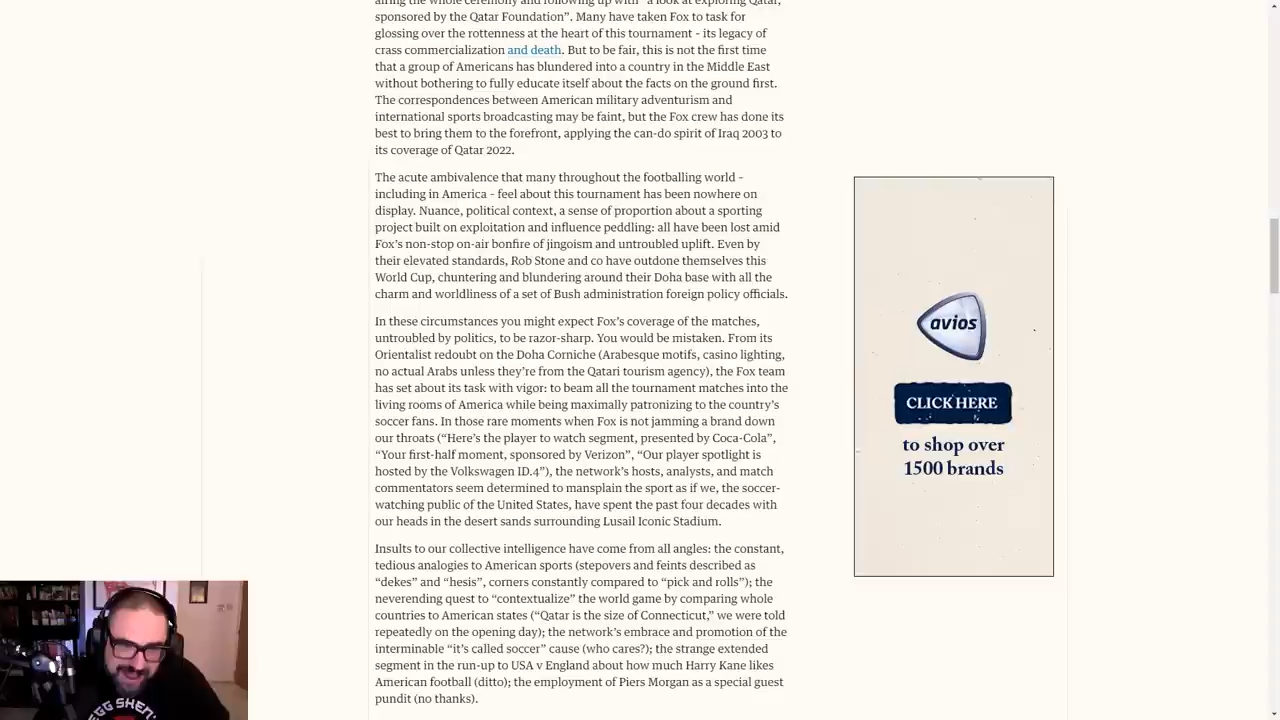 airing the whole ceremony and following up with “a look at exploring Qatar,
sponsored by the Qatar Foundation”. Many have taken Fox to task for
glossing over the rottenness at the heart of this tournament – its legacy of
crass commercialization and death. But to be fair, this is not the first time
that a group of Americans has blundered into a country in the Middle East
without bothering to fully educate itself about the facts on the ground first.
The correspondences between American military adventurism and
international sports broadcasting may be faint, but the Fox crew has done its
best to bring them to the forefront, applying the can-do spirit of Iraq 2003 to
its coverage of Qatar 2022.
The acute ambivalence that many throughout the footballing world –
including in America – feel about this tournament has been nowhere on
display. Nuance, political context, a sense of proportion about a sporting
project built on exploitation and influence peddling: all have been lost amid
Fox’s non-stop on-air bonfire of jingoism and untroubled uplift. Even by
their elevated standards, Rob Stone and co have outdone themselves this
World Cup, chuntering and blundering around their Doha base with all the
charm and worldliness of a set of Bush administration foreign policy officials.
In these circumstances you might expect Fox’s coverage of the matches,
untroubled by politics, to be razor-sharp. You would be mistaken. From its
Orientalist redoubt on the Doha Corniche (Arabesque motifs, casino lighting,
no actual Arabs unless they’re from the Qatari tourism agency), the Fox team
has set about its task with vigor: to beam all the tournament matches into the
living rooms of America while being maximally patronizing to the country’s
soccer fans. In those rare moments when Fox is not jamming a brand down
our throats (“Here’s the player to watch segment, presented by Coca-Cola”,
“Your first-half moment, sponsored by Verizon”, “Our player spotlight is
hosted by the Volkswagen ID.4”), the network’s hosts, analysts, and match
commentators seem determined to mansplain the sport as if we, the soccer-
watching public of the United States, have spent the past four decades with
our heads in the desert sands surrounding Lusail Iconic Stadium.
Insults to our collective intelligence have come from all angles: the constant,
tedious analogies to American sports (stepovers and feints described as
“dekes” and “hesis”, corners constantly compared to “pick and rolls”); the
neverending quest to “contextualize” the world game by comparing whole
countries to American states (“Qatar is the size of Connecticut,” we were told
repeatedly on the opening day); the network’s embrace and promotion of the
interminable “it’s called soccer” cause (who cares?); the strange extended
segment in the run-up to USA v England about how much Harry Kane likes
American football (ditto); the employment of Piers Morgan as a special guest
pundit (no thanks).
avios
CLICK HERE
to shop over
1500 brands